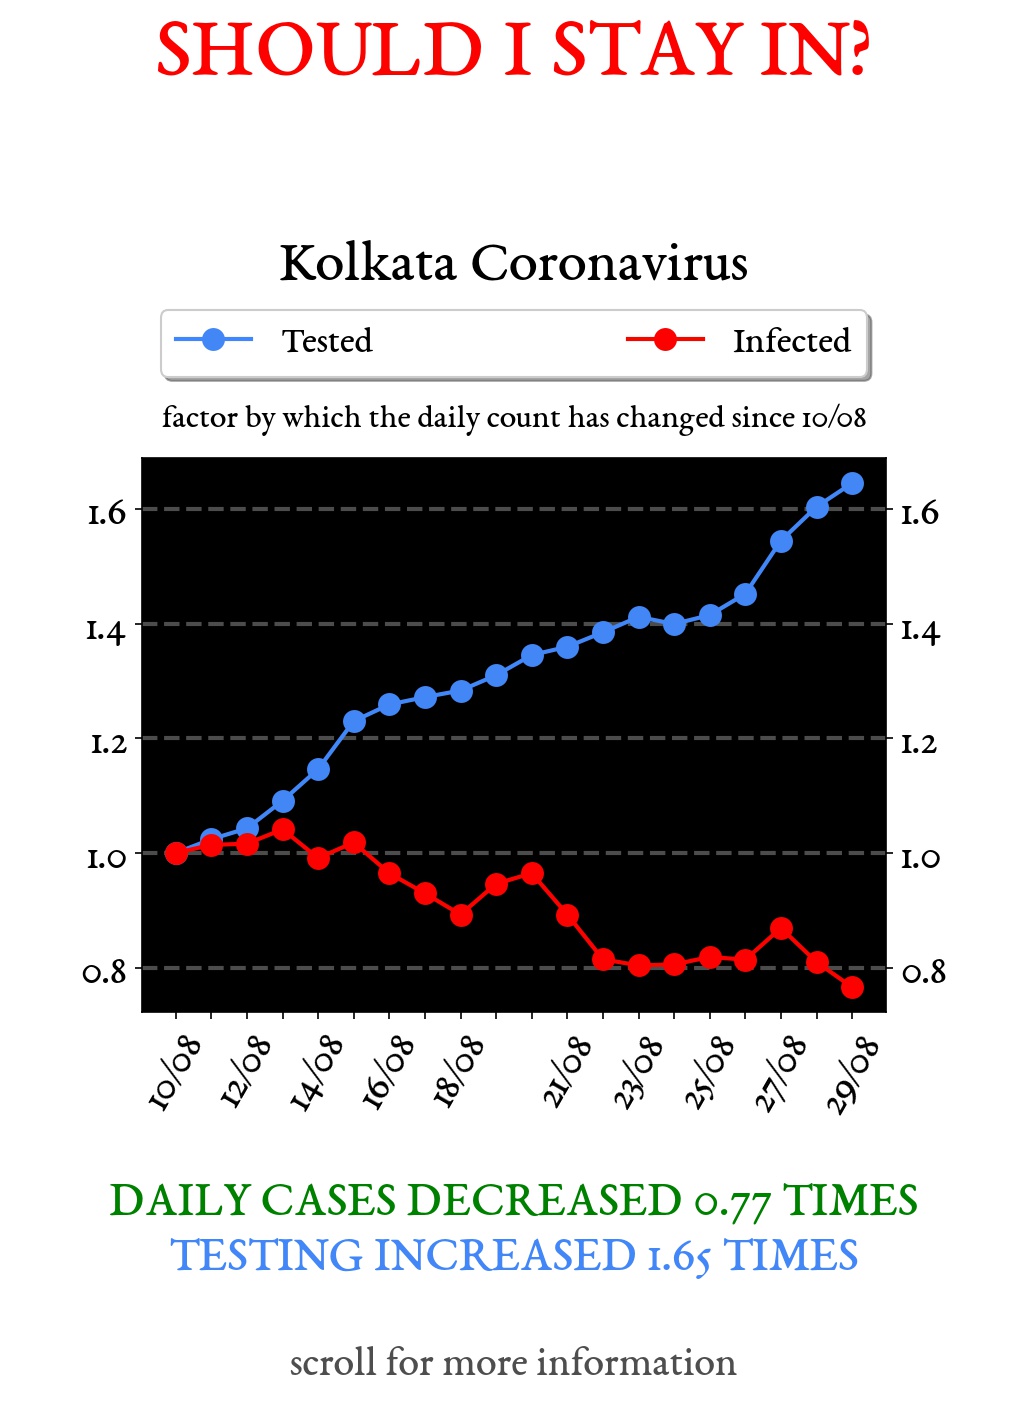 SHOULD I STAY IN?
Kolkata Coronavirus
Tested Infected
factor by which the daily count has changed since 10/08
1.6 1.6
1.4 1.4
1.2 1.2
1.0 1.0
0.8 0.8
10/08 12/08 14/08 16/08 18/08 21/08 23/08 25/08 27/08 29/08
DAILY CASES DECREASED 0.77 TIMES
TESTING INCREASED 1.65 TIMES
scroll for more information